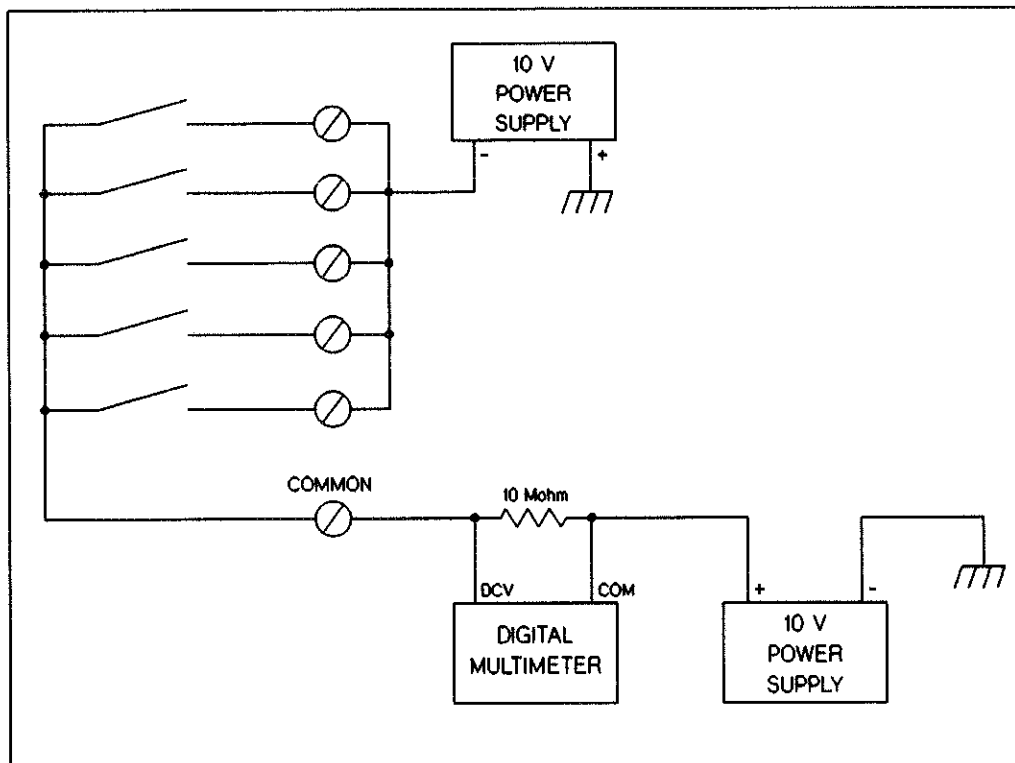 10 V
POWER
SUPPLY
-
+
COMMON
10 Mohm
DCV
COM
+
-
DIGITAL
MULTIMETER
10 V
POWER
SUPPLY